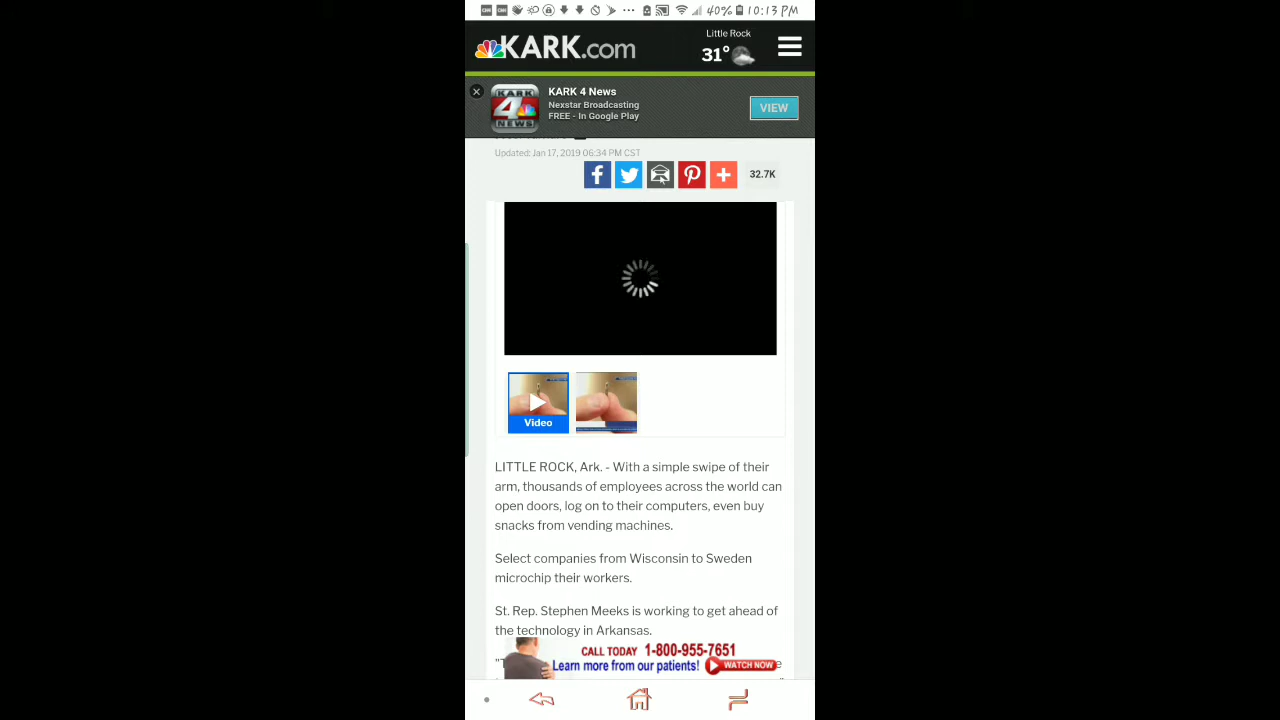 40% 10:13 PM
KARK.com
Little Rock
31°
KARK 4 News
Nexstar Broadcasting
FREE - In Google Play
VIEW
KARK
4
NEWS
Updated: Jan 17, 2019 06:34 PM CST
32.7K
Video
LITTLE ROCK, Ark. - With a simple swipe of their
arm, thousands of employees across the world can
open doors, log on to their computers, even buy
snacks from vending machines.
Select companies from Wisconsin to Sweden
microchip their workers.
St. Rep. Stephen Meeks is working to get ahead of
the technology in Arkansas.
CALL TODAY 1-800-955-7651
Learn more from our patients! WATCH NOW